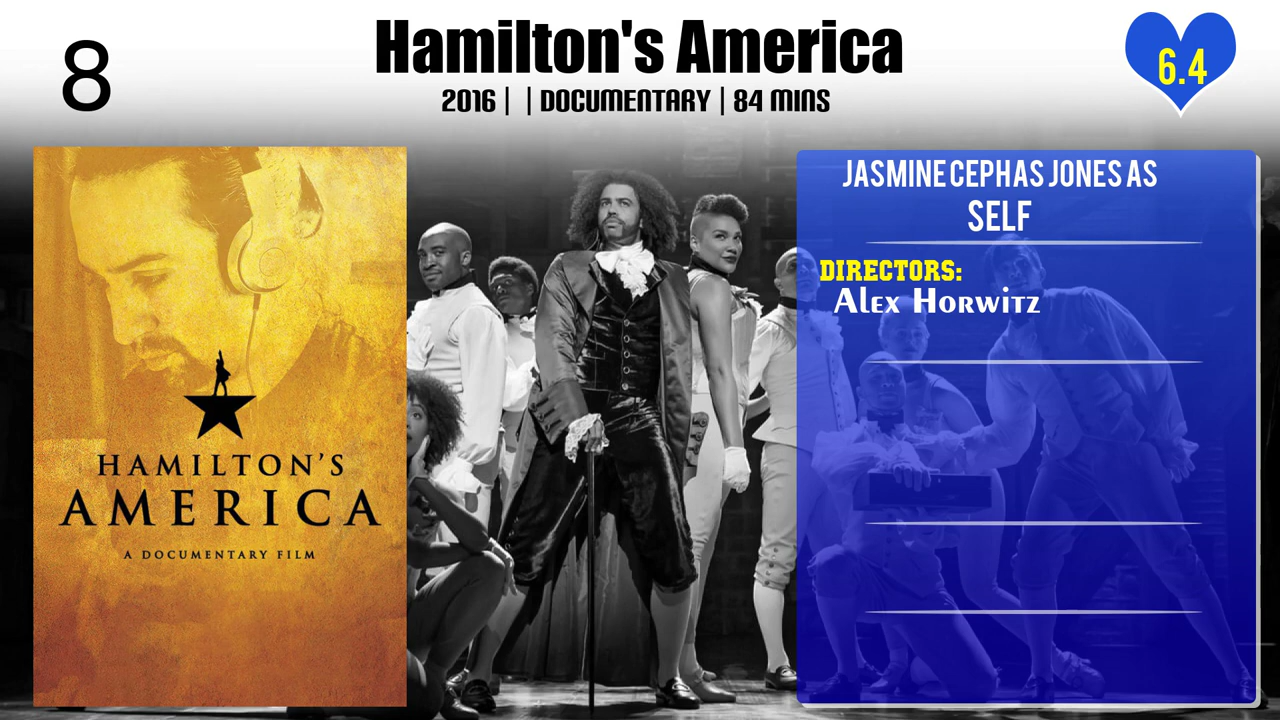 8
Hamilton's America
2016 | | DOCUMENTARY | 84 MINS
6.4
HAMILTON'S
AMERICA
A DOCUMENTARY FILM
JASMINE CEPHAS JONES AS
SELF
DIRECTORS:
Alex Horwitz